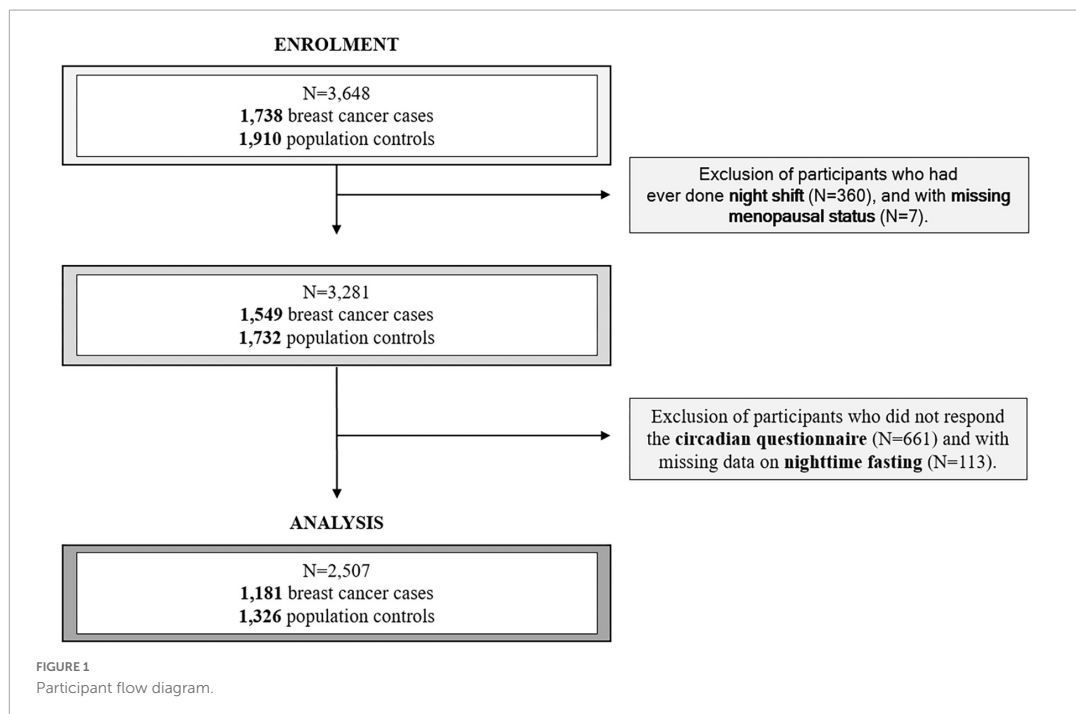 ENROLMENT
N=3,648
1,738 breast cancer cases
1,910 population controls
Exclusion of participants who had
ever done night shift (N=360), and with missing
menopausal status (N=7).
N=3,281
1,549 breast cancer cases
1,732 population controls
Exclusion of participants who did not respond
the circadian questionnaire (N=661) and with
missing data on nighttime fasting (N=113).
ANALYSIS
N=2,507
1,181 breast cancer cases
1,326 population controls
FIGURE 1
Participant flow diagram.